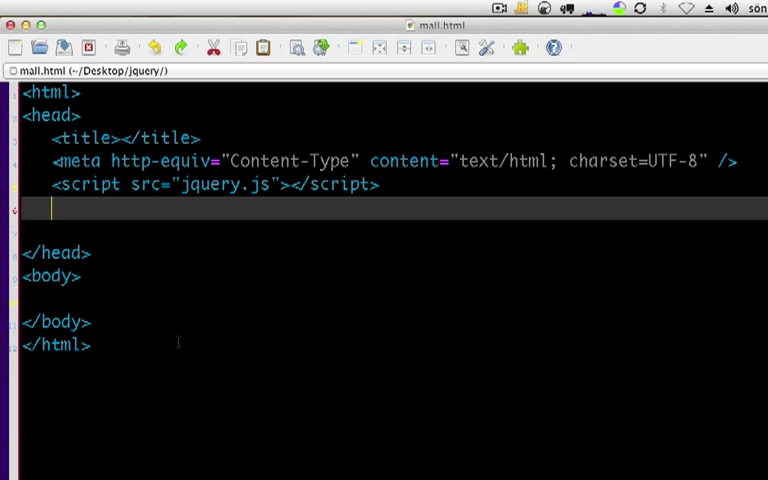 sön
mall.html
mall.html (~/Desktop/jquery/)
<html>
<head>
<title></title>
<meta http-equiv="Content-Type" content="text/html; charset=UTF-8" />
<script src="jquery.js"></script>
</head>
<body>
</body>
</html>